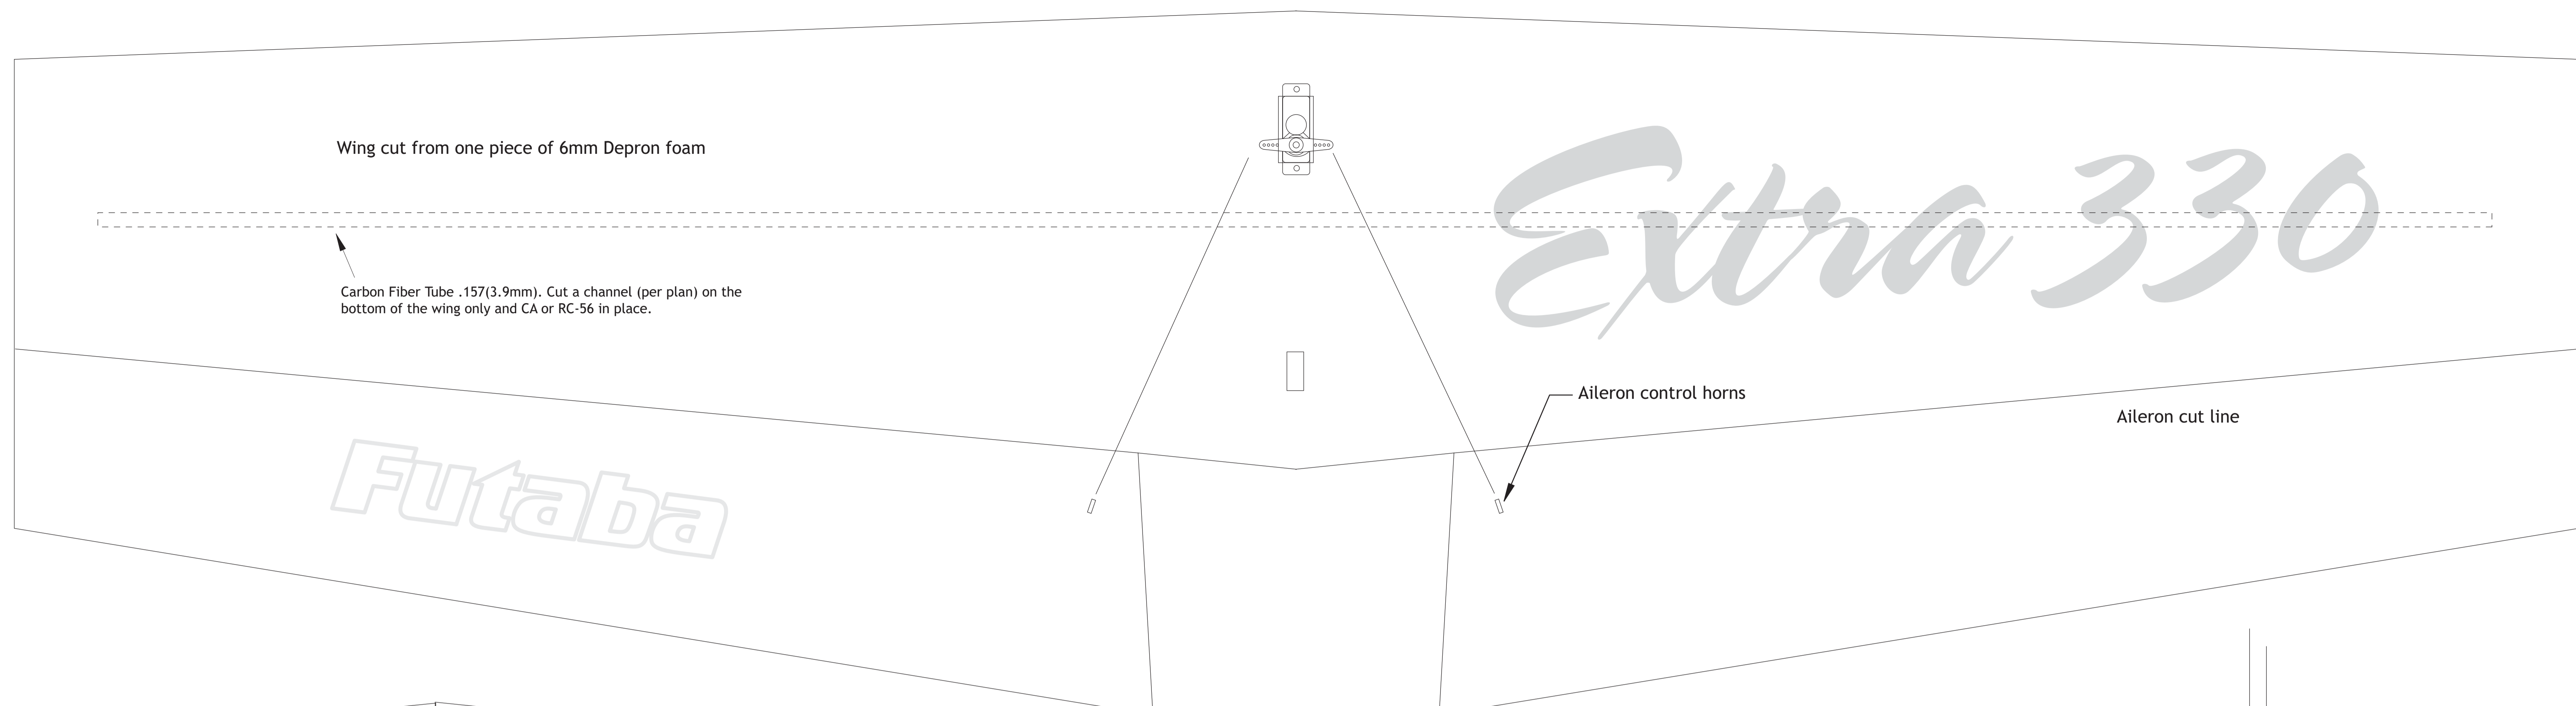 Wing cut from one piece of 6mm Depron foam
Extra 330
Carbon Fiber Tube .157(3.9mm). Cut a channel (per plan) on the
bottom of the wing only and CA or RC-56 in place.
Aileron control horns
Aileron cut line
Futaba